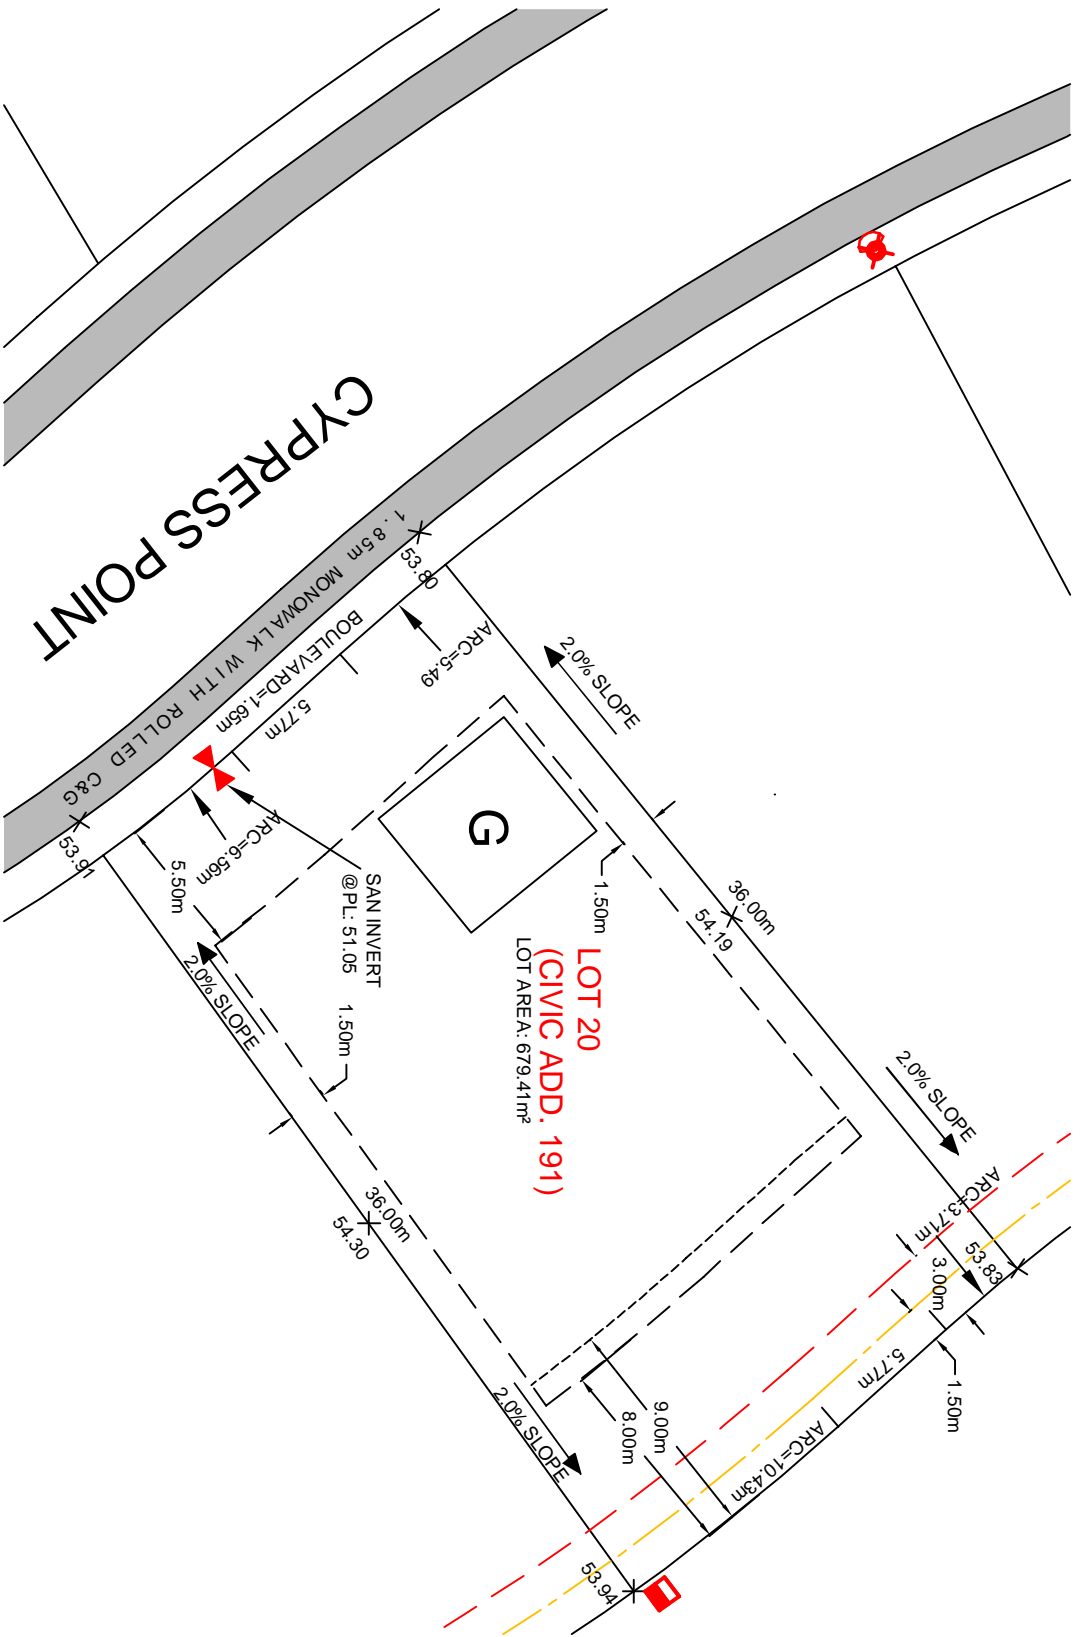 CYPRESS POINT
1.85m MONOWALK WITH ROLLED C&G
53.80
BOULEVARD=1.65m
ARC=5.49
5.77m
ARC=6.56m
53.91
5.50m
SAN INVERT
@PL: 51.05
2.0% SLOPE
2.0% SLOPE
G
1.50m
36.00m
54.19
LOT 20
(CIVIC ADD. 191)
LOT AREA: 679.41m²
1.50m
36.00m
54.30
2.0% SLOPE
2.0% SLOPE
ARC=3.71m
53.83
3.00m
1.50m
5.77m
ARC=10.43m
9.00m
8.00m
53.94